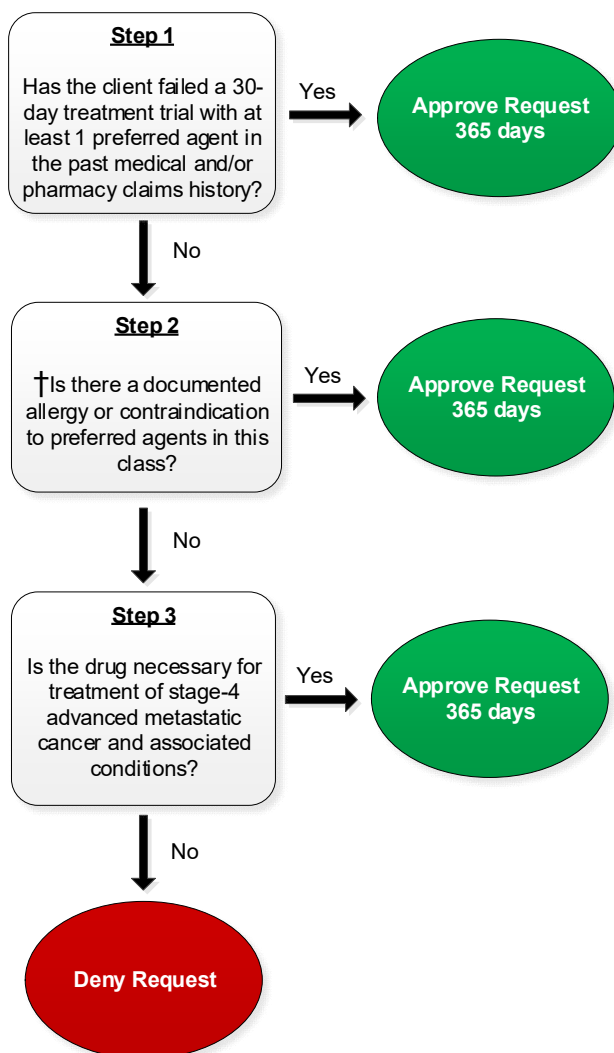 Step 1
Has the client failed a 30-
day treatment trial with at
least 1 preferred agent in
the past medical and/or
pharmacy claims history?
Yes
Approve Request
365 days
No
Step 2
†Is there a documented
allergy or contraindication
to preferred agents in this
class?
Yes
Approve Request
365 days
No
Step 3
Is the drug necessary for
treatment of stage-4
advanced metastatic
cancer and associated
conditions?
Yes
Approve Request
365 days
No
Deny Request